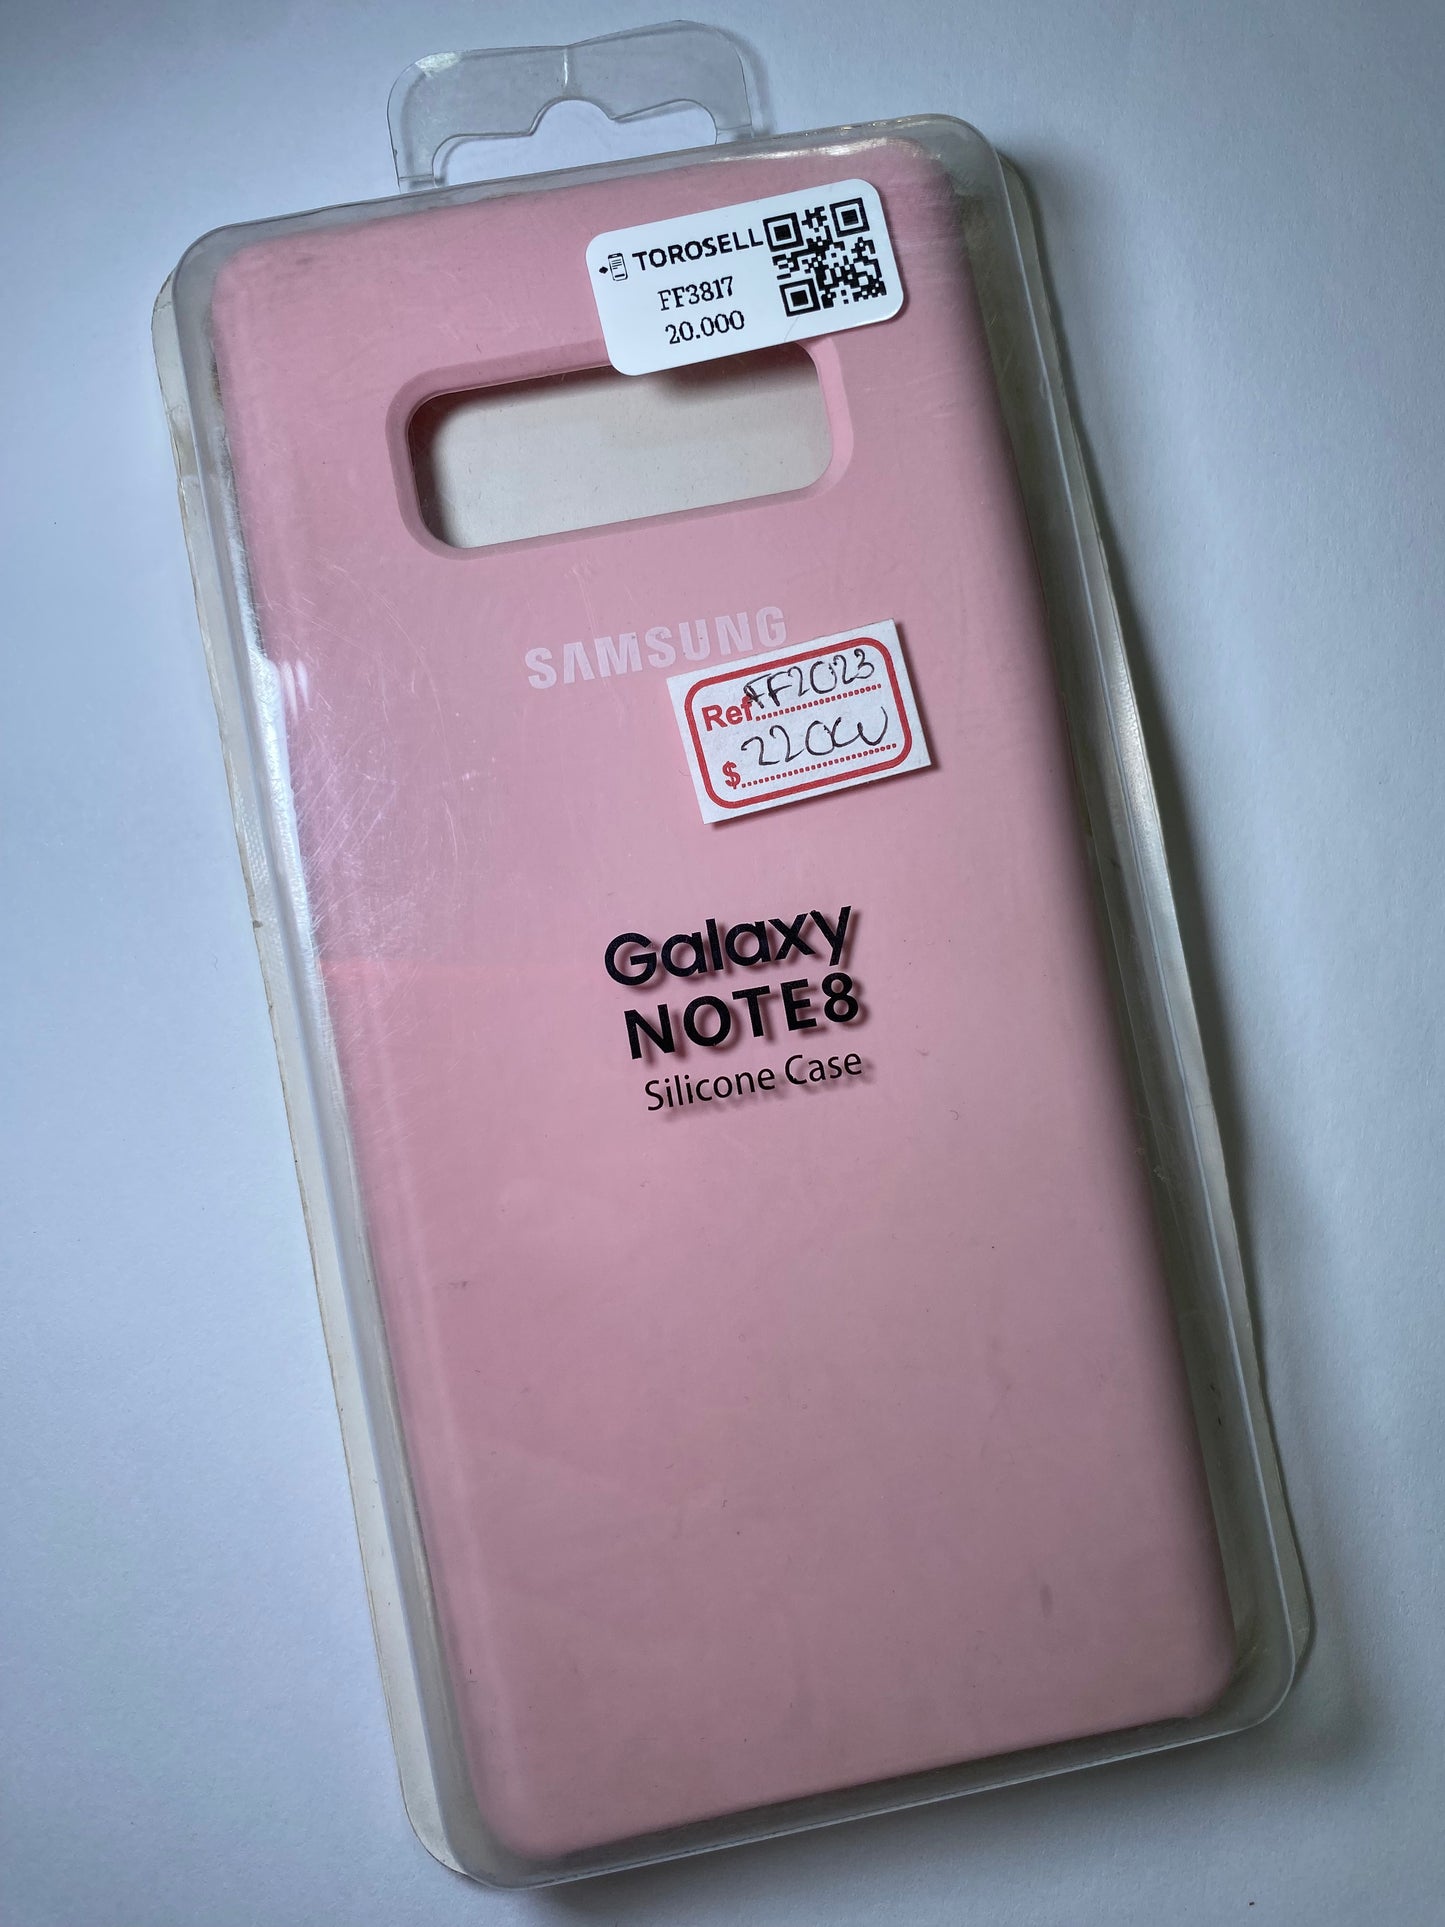 TOROSELL
FF3817
20.000
SAMSUNG
Ref. FF2023
$ 22000
Galaxy
NOTE8
Silicone Case